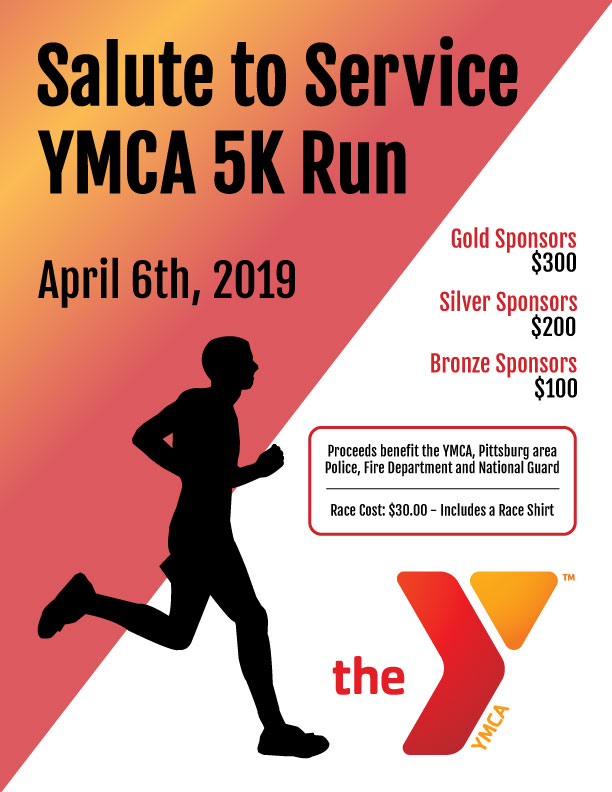 Salute to Service
YMCA 5K Run
April 6th, 2019
Gold Sponsors
$300
Silver Sponsors
$200
Bronze Sponsors
$100
Proceeds benefit the YMCA, Pittsburg area
Police, Fire Department and National Guard
Race Cost: $30.00 - Includes a Race Shirt
the
YMCA
TM